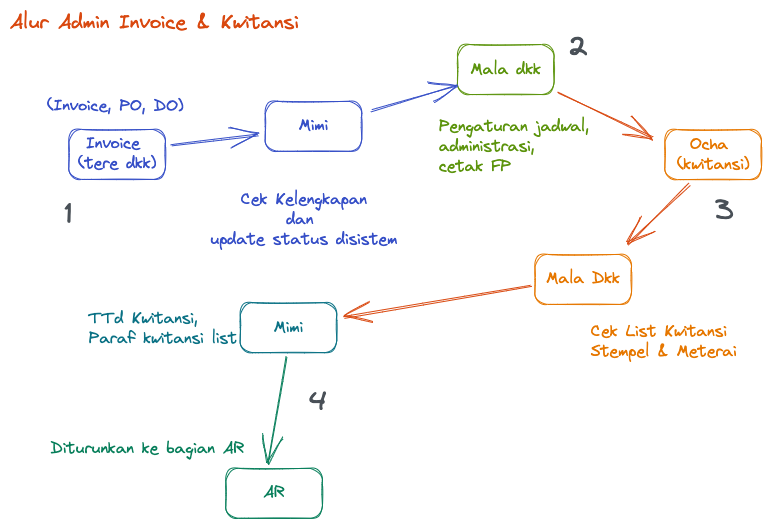 Alur Admin Invoice & Kwitansi
(Invoice, PO, DO)
Invoice
(tere dkk)
1
Mimi
Cek Kelengkapan
dan
update status disistem
2
Mala dkk
Pengaturan jadwal,
administrasi,
cetak FP
Ocha
(kwitansi)
3
Mala Dkk
Cek List Kwitansi
Stempel & Meterai
TTd Kwitansi,
Paraf kwitansi list
Mimi
4
Diturunkan ke bagian AR
AR